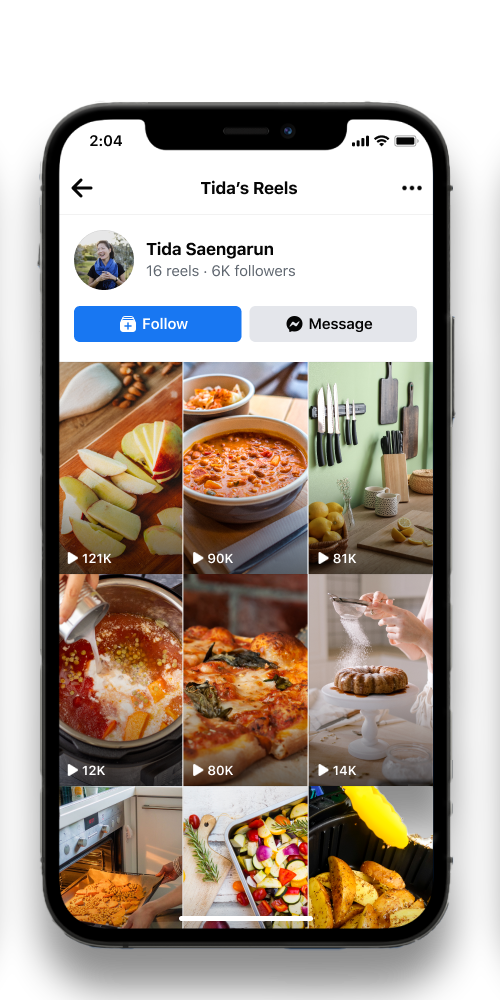 2:04
Tida’s Reels
Tida Saengarun
16 reels · 6K followers
Follow
Message
121K
90K
81K
12K
80K
14K